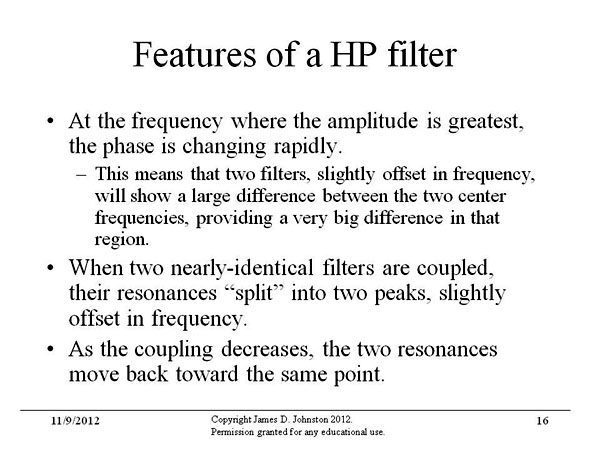 Features of a HP filter
• At the frequency where the amplitude is greatest,
the phase is changing rapidly.
– This means that two filters, slightly offset in frequency,
will show a large difference between the two center
frequencies, providing a very big difference in that
region.
• When two nearly-identical filters are coupled,
their resonances “split” into two peaks, slightly
offset in frequency.
• As the coupling decreases, the two resonances
move back toward the same point.
11/9/2012
Copyright James D. Johnston 2012.
Permission granted for any educational use.
16